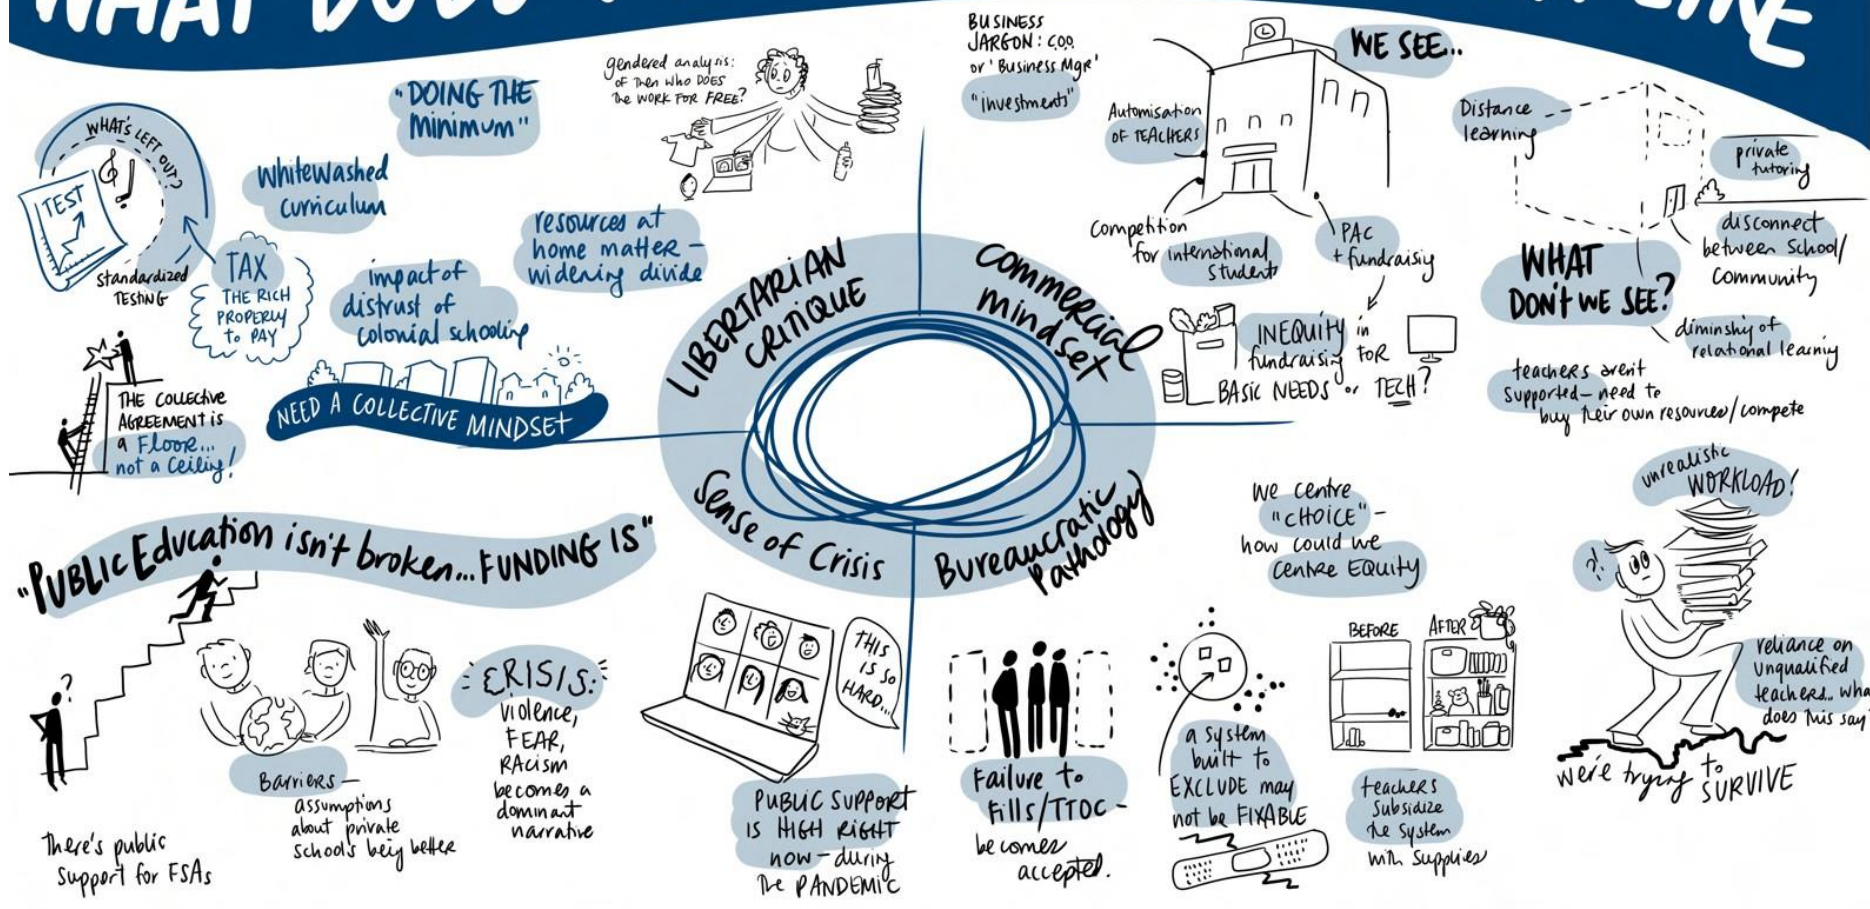 WHAT DOES
LIKE
"DOING THE
Minimum"
gendered analysis:
of then who DOES
the WORK FOR FREE?
WHAT'S LEFT OUT?
TEST
standardized
TESTING
Whitewashed
curriculum
TAX
THE RICH
PROPERLY
to PAY
impact of
distrust of
colonial schooling
resources at
home matter –
widening divide
THE COLLECTIVE
AGREEMENT IS
a FLOOR...
not a Ceiling!
NEED A COLLECTIVE MINDSET
LIBERTARIAN
CRITIQUE
BUSINESS
JARGON: COO
or 'Business Mgr'
"investments"
WE SEE...
Automisation
OF TEACHERS
Competition
for international
students
PAC
+ fundraising
INEQUITY in
fundraising FOR
BASIC NEEDS or TECH?
Distance
learning
private
tutoring
disconnect
between School/
Community
WHAT
DON'T WE SEE?
diminshig of
relational learning
teachers aren't
supported – need to
buy their own resources/compete
Commercial
mindset
"PUBLIC Education isn't broken... FUNDING IS"
?
There's public
support for FSAs
Barriers –
assumptions
about private
schools being better
CRISIS:
violence,
FEAR,
RACISM
becomes a
dominant
narrative
Sense of Crisis
THIS
IS SO
HARD...
PUBLIC SUPPORT
IS HIGH RIGHT
now – during
the PANDEMIC
Bureaucratic
Pathology
Failure to
Fills/TTOC –
becomes
accepted.
We centre
"CHOICE" –
how could we
centre EQUITY
a system
built to
EXCLUDE may
not be FIXABLE
BEFORE
AFTER
teachers
subsidize
the system
with supplies
unrealistic
WORKLOAD!
?!
reliance on
unqualified
teachers... wha
does this say?
we're trying to
SURVIVE